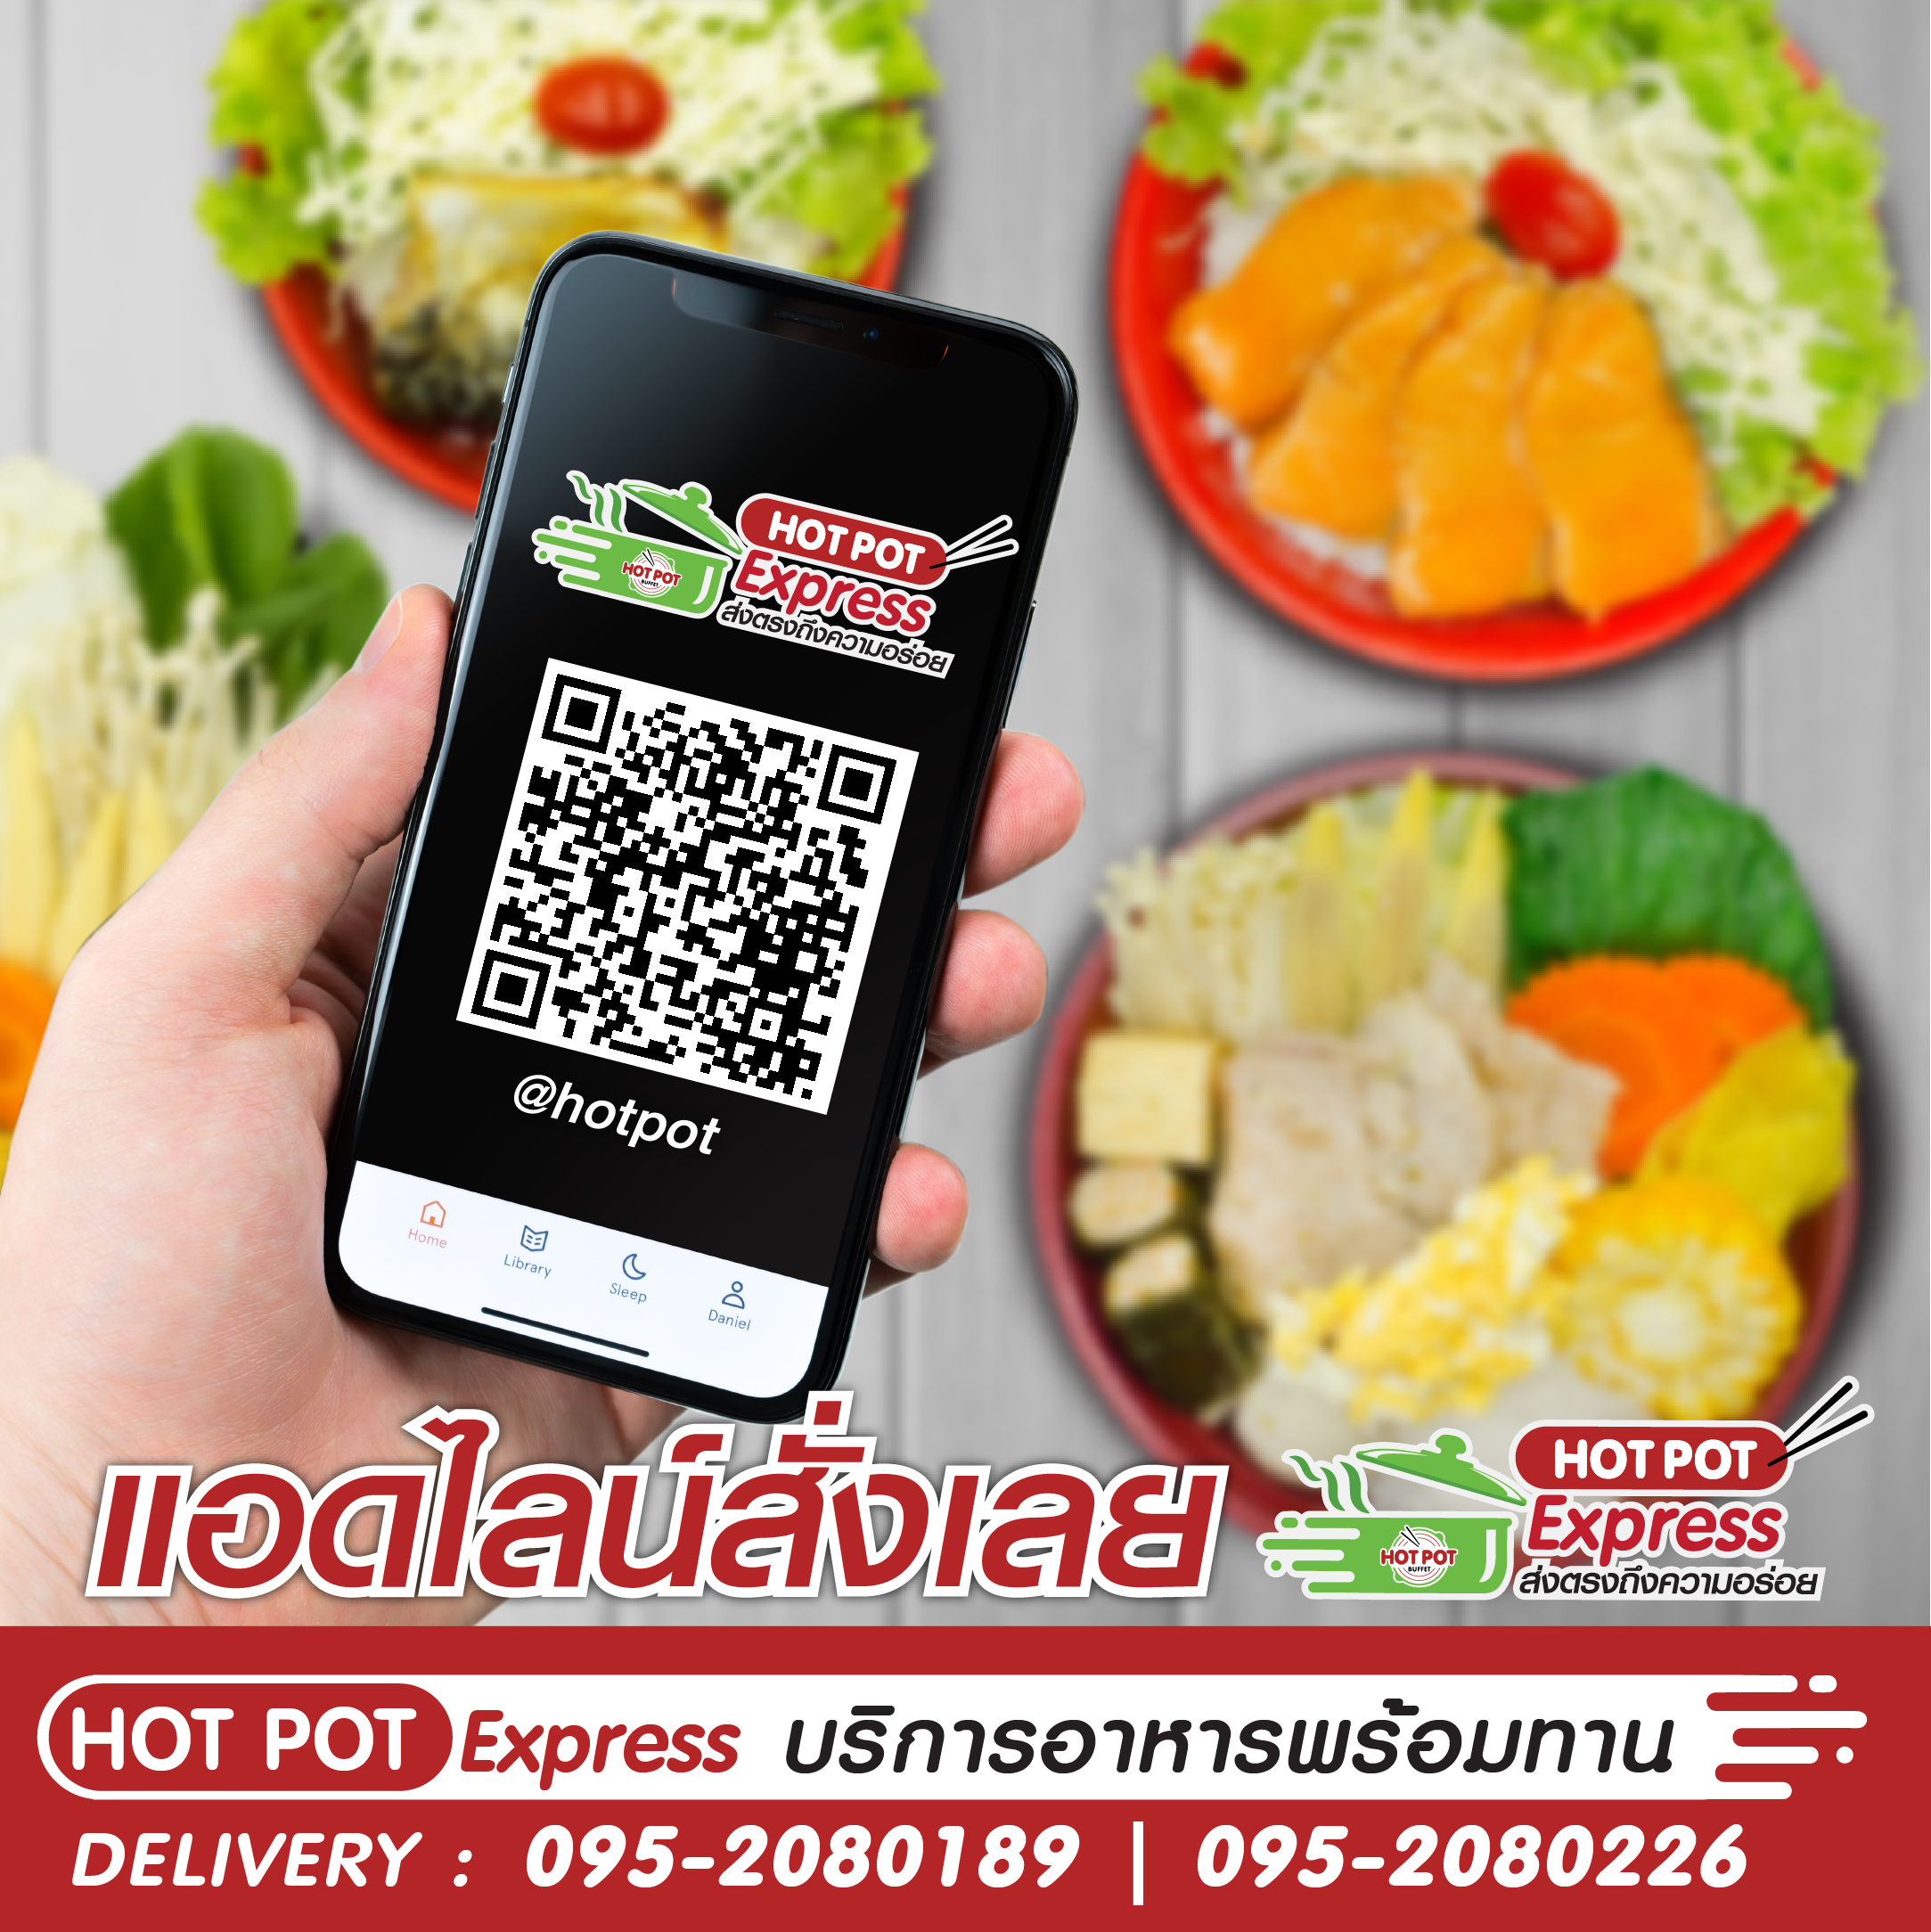 HOT POT
Express
ส่งตรงถึงความอร่อย
HOT POT
BUFFET
@hotpot
Home
Library
Sleep
Daniel
แอดไลน์สั่งเลย
HOT POT
Express
ส่งตรงถึงความอร่อย
HOT POT
BUFFET
HOT POT Express บริการอาหารพร้อมทาน
DELIVERY : 095-2080189 | 095-2080226